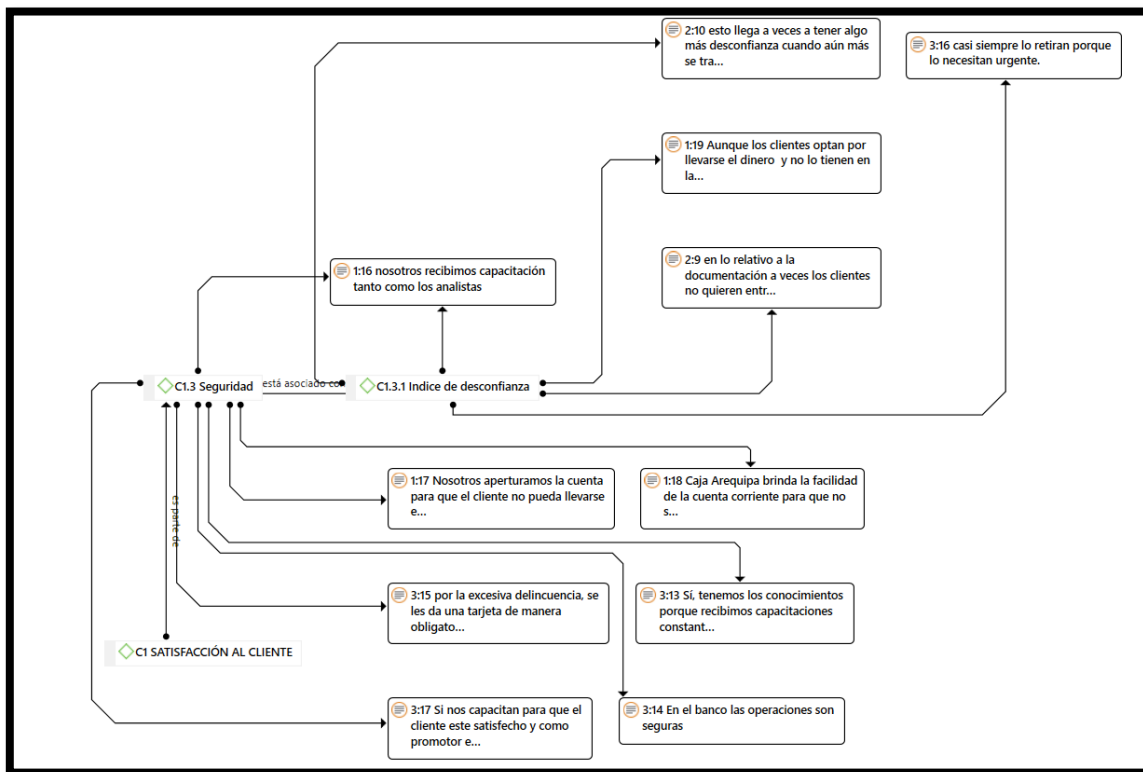 2:10 esto llega a veces a tener algo
más desconfianza cuando aún más
se tra...
3:16 casi siempre lo retiran porque
lo necesitan urgente.
1:19 Aunque los clientes optan por
llevarse el dinero y no lo tienen en
la...
2:9 en lo relativo a la
documentación a veces los clientes
no quieren entr...
1:16 nosotros recibimos capacitación
tanto como los analistas
C1.3 Seguridad
está asociado con
C1.3.1 Indice de desconfianza
1:17 Nosotros aperturamos la cuenta
para que el cliente no pueda llevarse
e...
1:18 Caja Arequipa brinda la facilidad
de la cuenta corriente para que no
s...
es parte de
3:15 por la excesiva delincuencia, se
les da una tarjeta de manera
obligato...
3:13 Sí, tenemos los conocimientos
porque recibimos capacitaciones
constant...
C1 SATISFACCIÓN AL CLIENTE
3:17 Si nos capacitan para que el
cliente este satisfecho y como
promotor e...
3:14 En el banco las operaciones son
seguras